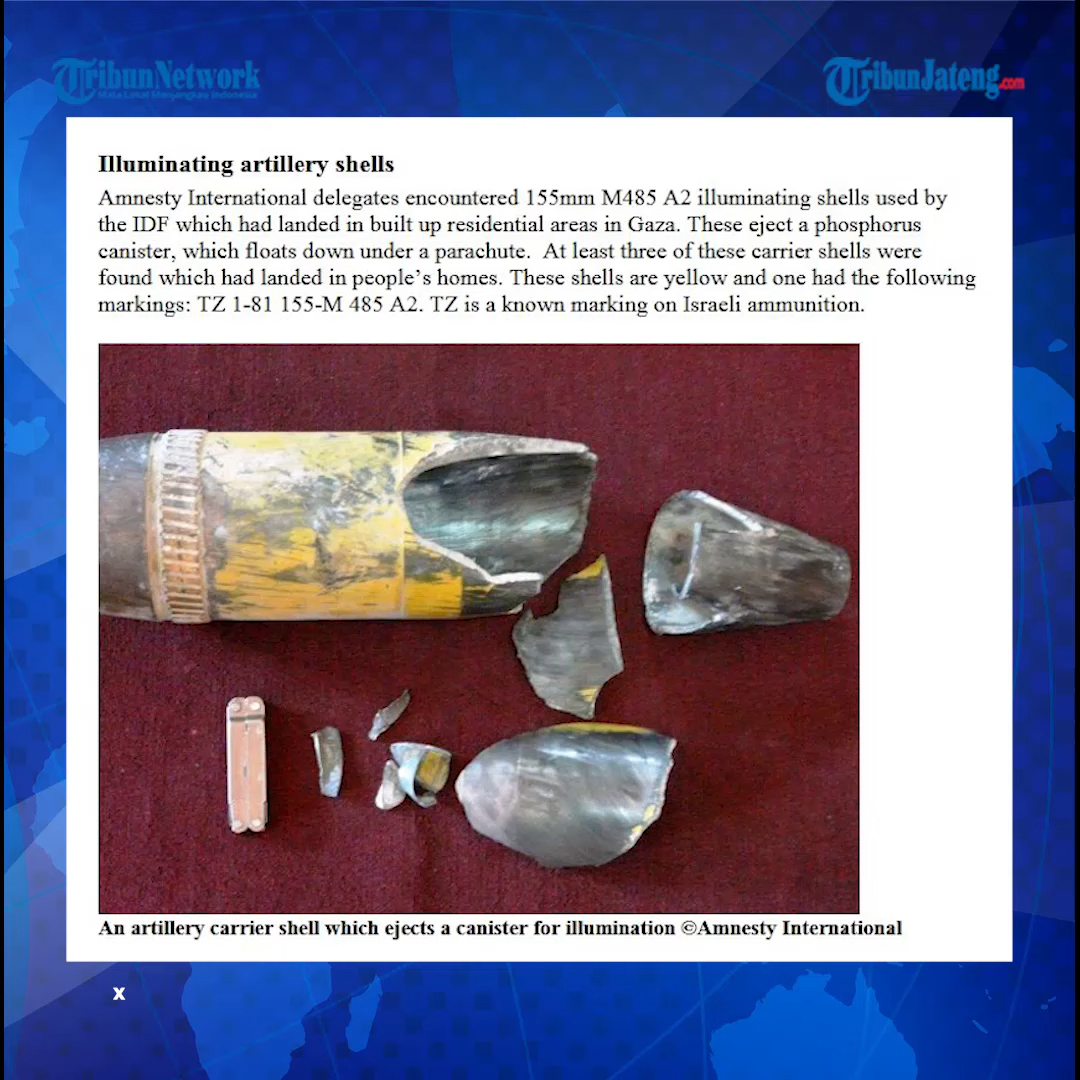 TribunNetwork
TribunJateng.com
Illuminating artillery shells
Amnesty International delegates encountered 155mm M485 A2 illuminating shells used by
the IDF which had landed in built up residential areas in Gaza. These eject a phosphorus
canister, which floats down under a parachute.  At least three of these carrier shells were
found which had landed in people’s homes. These shells are yellow and one had the following
markings: TZ 1-81 155-M 485 A2. TZ is a known marking on Israeli ammunition.
An artillery carrier shell which ejects a canister for illumination ©Amnesty International
x